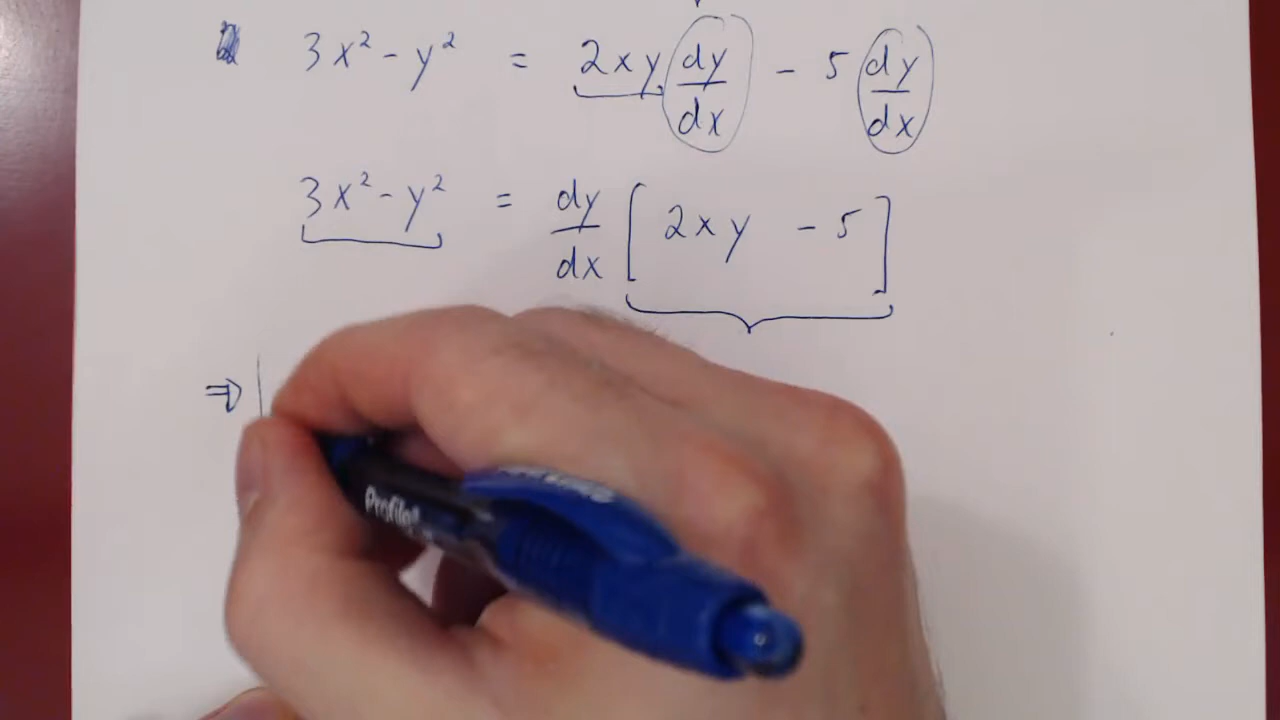 3x² - y² = 2xy dy/dx - 5 dy/dx
3x² - y² = dy/dx [2xy - 5]
⇒
Profile